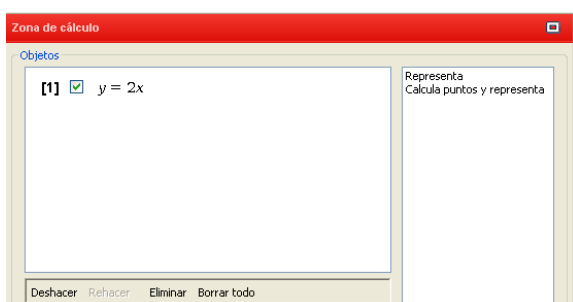 Zona de cálculo
Objetos
[1] y = 2x
Representa
Calcula puntos y representa
Deshacer Rehacer Eliminar Borrar todo